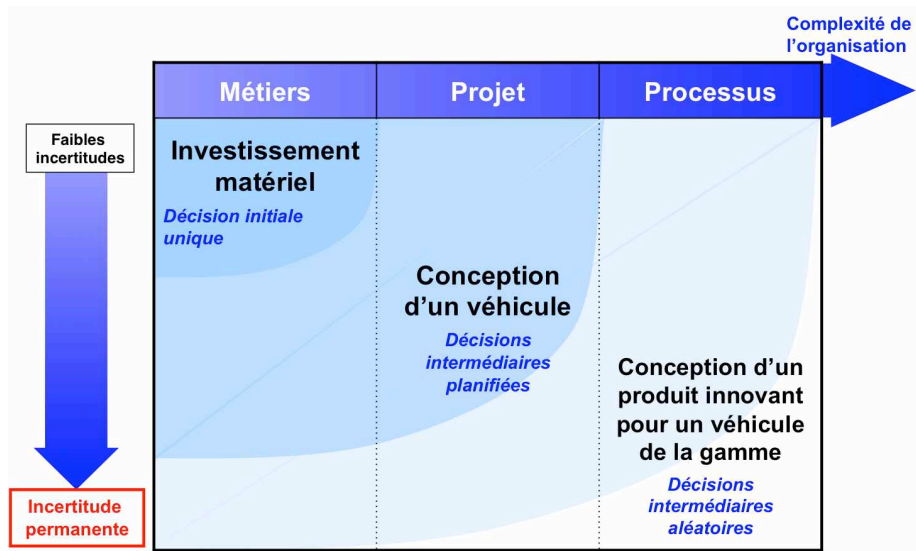 Complexité de
l'organisation
Métiers
Projet
Processus
Faibles
incertitudes
Investissement
matériel
Décision initiale
unique
Conception
d'un véhicule
Décisions
intermédiaires
planifiées
Conception d'un
produit innovant
pour un véhicule
de la gamme
Décisions
intermédiaires
aléatoires
Incertitude
permanente